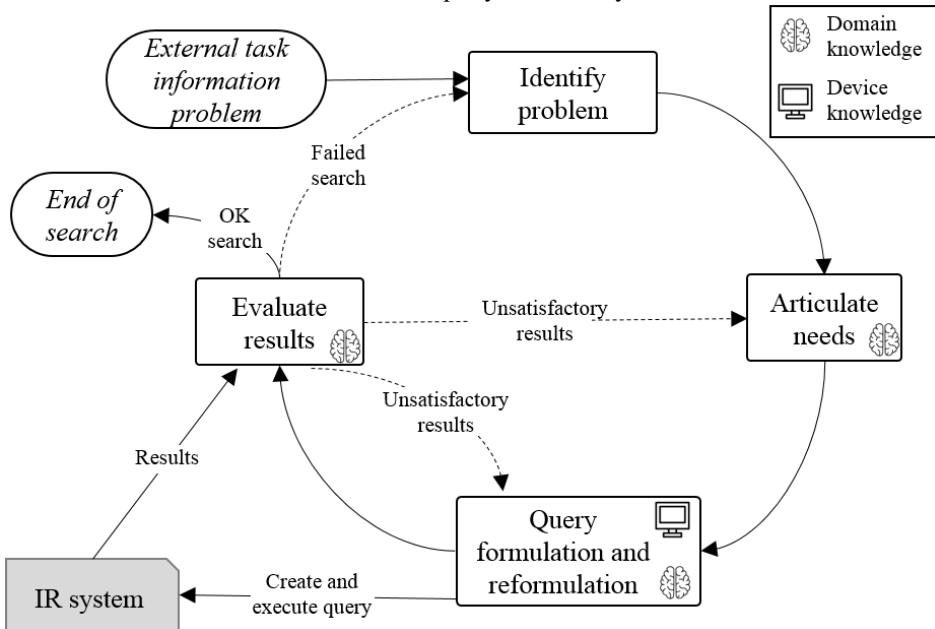 External task
information
problem
Identify
problem
Domain
knowledge
Device
knowledge
Failed
search
End of
search
OK
search
Evaluate
results
Unsatisfactory
results
Articulate
needs
Unsatisfactory
results
Results
Query
formulation and
reformulation
Create and
execute query
IR system